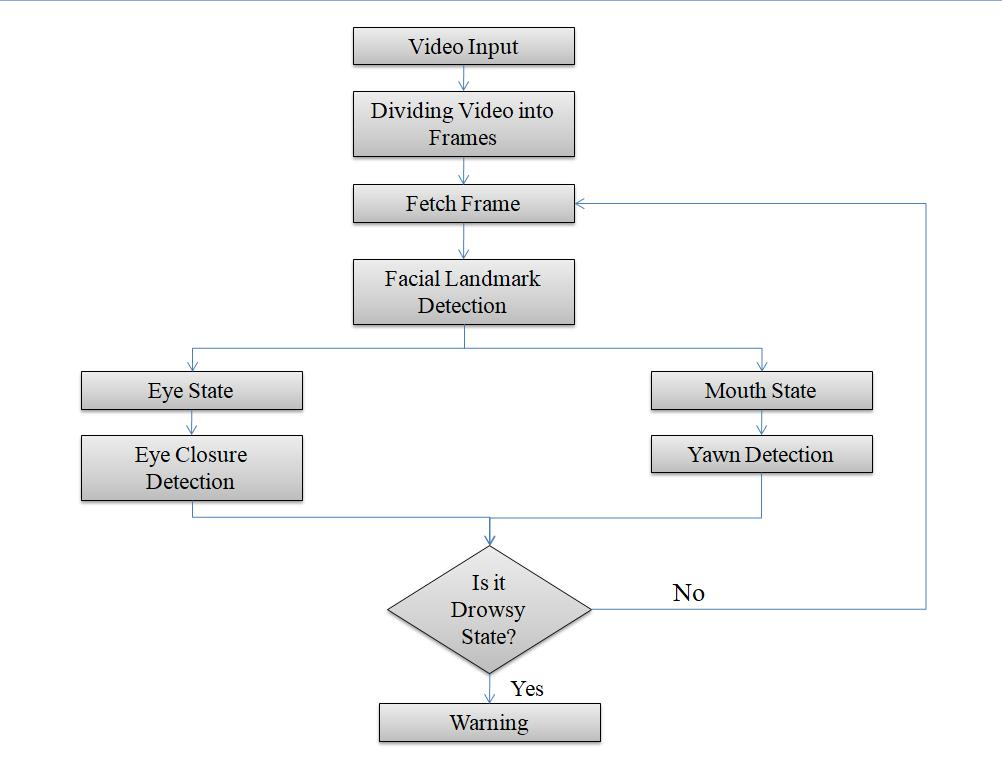 Video Input
Dividing Video into
Frames
Fetch Frame
Facial Landmark
Detection
Eye State
Mouth State
Eye Closure
Detection
Yawn Detection
Is it
Drowsy
State?
No
Yes
Warning